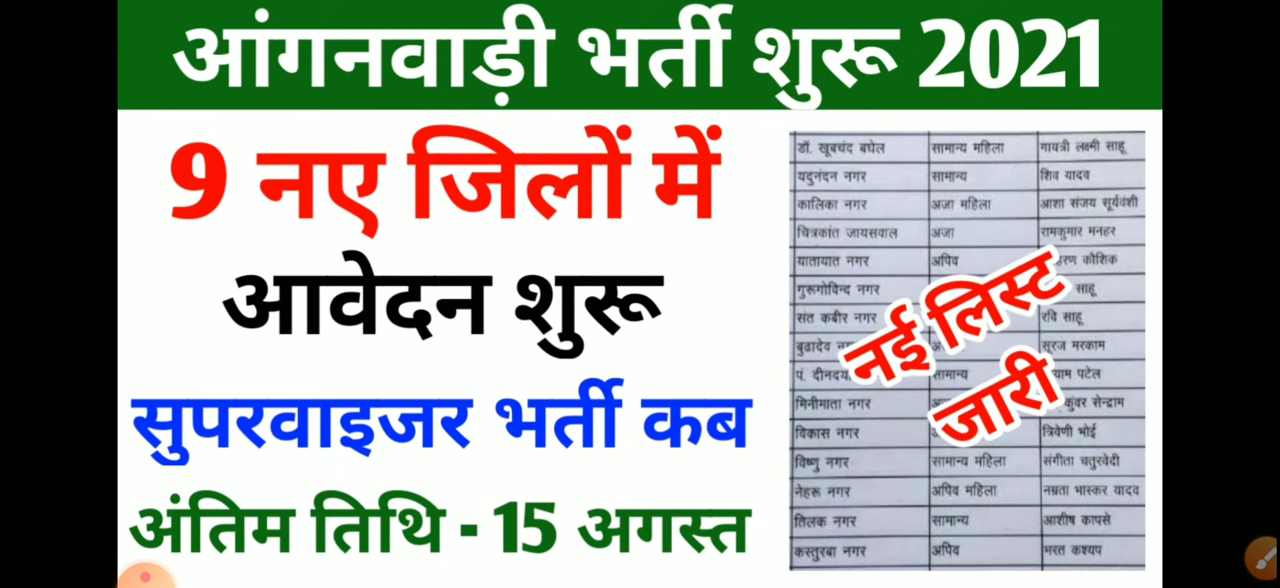 आंगनवाड़ी भर्ती शुरू 2021
9 नए जिलों में
आवेदन शुरू
सुपरवाइजर भर्ती कब
अंतिम तिथि - 15 अगस्त
डॉ. खूबचंद बघेल सामान्य महिला गायत्री लक्ष्मी साहू
यदुनंदन नगर सामान्य शिव यादव
कालिका नगर अजा महिला आशा संजय सूर्यवंशी
चित्रकांत जायसवाल अजा रामकुमार मनहर
यातायात नगर अपिव कौशिक
गुरूगोविन्द नगर साहू
संत कबीर नगर रवि साहू
बुढादेव सूरज मरकाम
पं. सामान्य पटेल
मिनीमाता नगर कुंवर सेन्द्राम
विकास नगर त्रिवेणी भोई
विष्णु नगर सामान्य महिला संगीता चतुरवेदी
नेहरू नगर अपिव महिला नम्रता भास्कर यादव
तिलक नगर सामान्य आशीष कापसे
कस्तुरबा नगर अपिव भरत कश्यप
नई लिस्ट
जारी